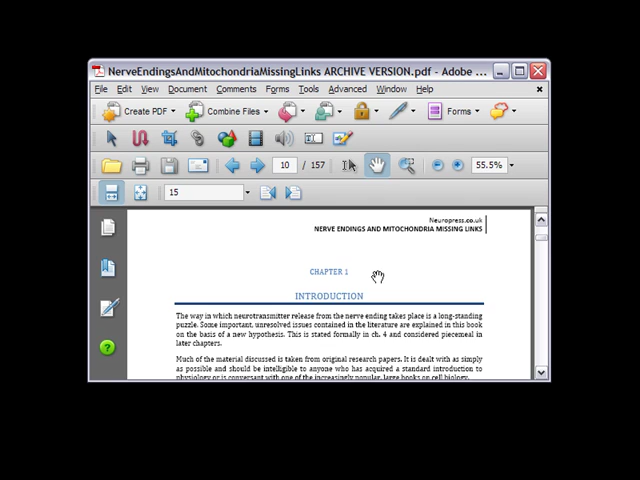 NerveEndingsAndMitochondriaMissingLinks ARCHIVE VERSION.pdf - Adobe ...
File Edit View Document Comments Forms Tools Advanced Window Help
Create PDF Combine Files Forms
10 / 157 55.5%
15
Neuropress.co.uk
NERVE ENDINGS AND MITOCHONDRIA MISSING LINKS
CHAPTER 1
INTRODUCTION
The way in which neurotransmitter release from the nerve ending takes place is a long-standing
puzzle. Some important, unresolved issues contained in the literature are explained in this book
on the basis of a new hypothesis. This is stated formally in ch. 4 and considered piecemeal in
later chapters.
Much of the material discussed is taken from original research papers. It is dealt with as simply
as possible and should be intelligible to anyone who has acquired a standard introduction to
physiology or is conversant with one of the increasingly popular, large books on cell biology.